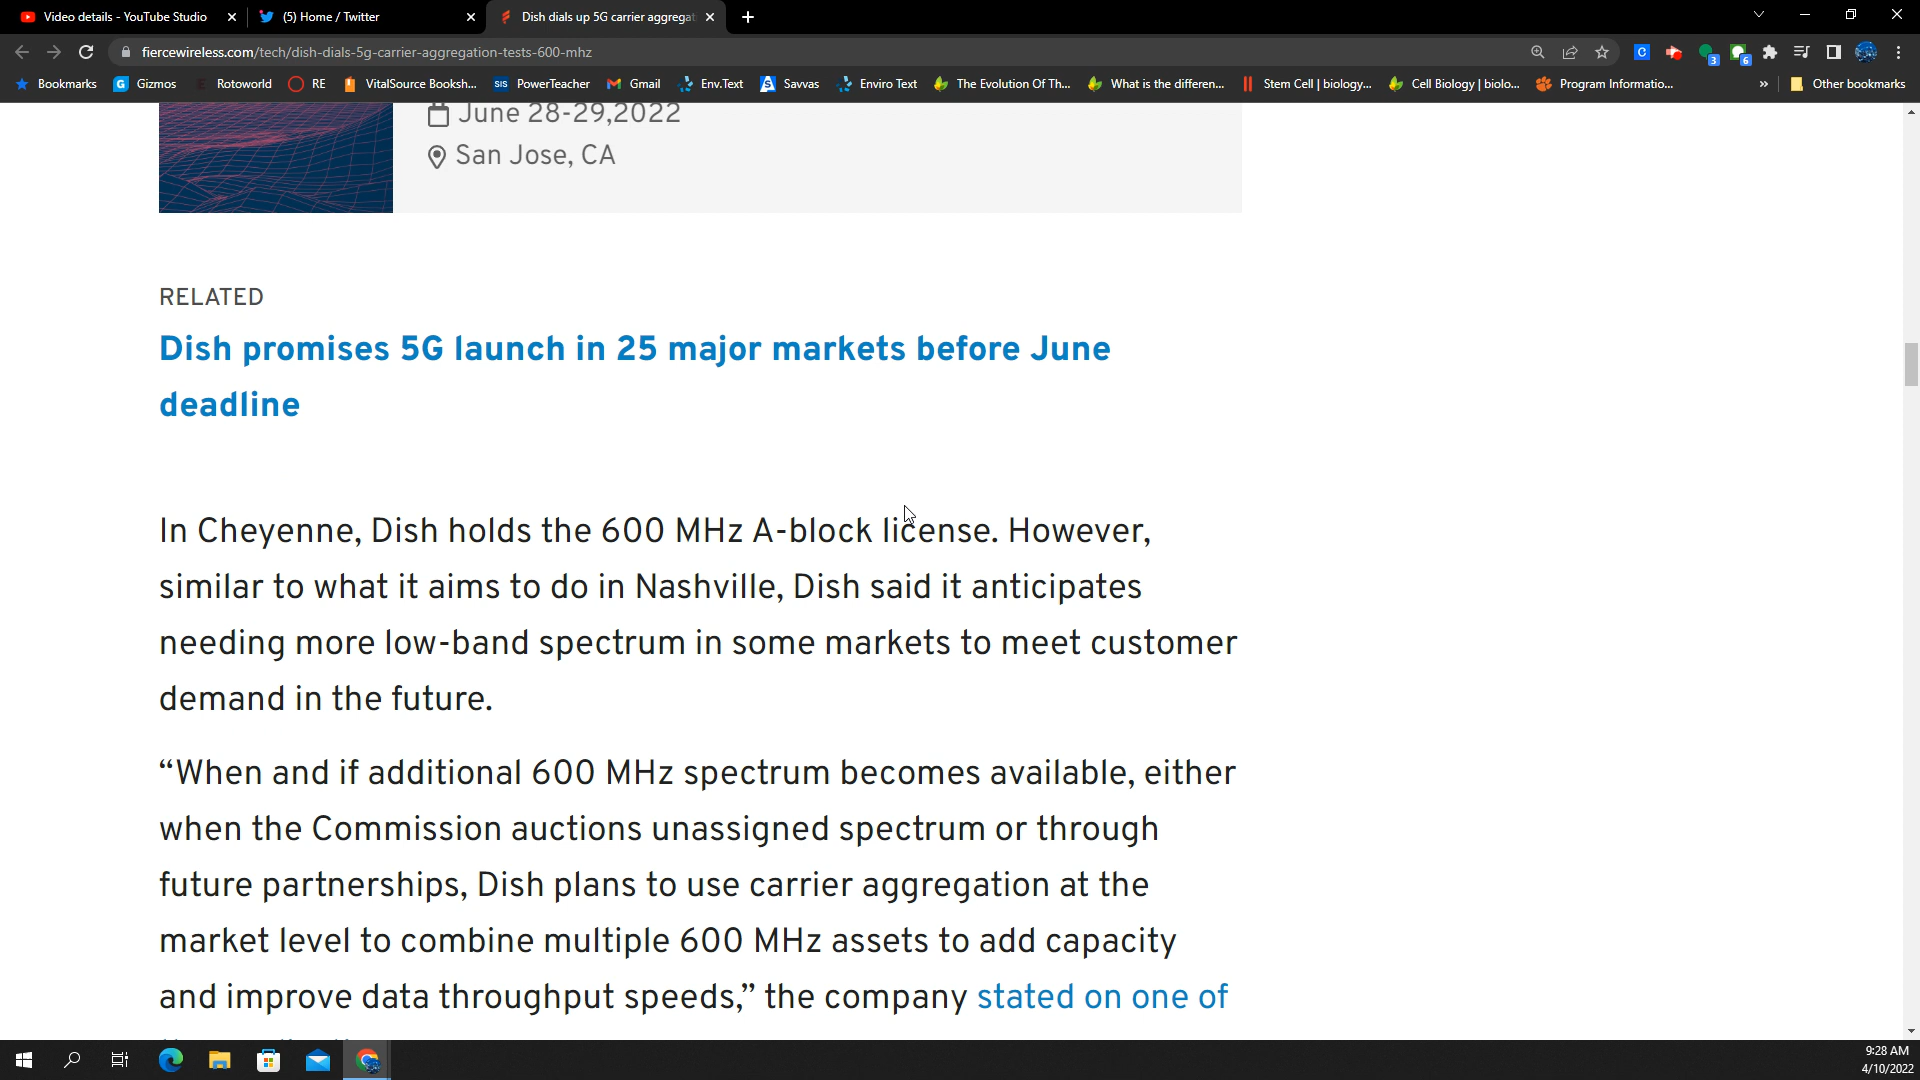 Video details - YouTube Studio
(5) Home / Twitter
Dish dials up 5G carrier aggregat
fiercewireless.com/tech/dish-dials-5g-carrier-aggregation-tests-600-mhz
C
3
6
Bookmarks
G Gizmos
Rotoworld
RE
VitalSource Booksh...
SIS PowerTeacher
Gmail
Env.Text
S Savvas
Enviro Text
The Evolution Of Th...
What is the differen...
Stem Cell | biology...
Cell Biology | biolo...
Program Informatio...
»
Other bookmarks
June 28-29,2022
San Jose, CA
RELATED
Dish promises 5G launch in 25 major markets before June
deadline
In Cheyenne, Dish holds the 600 MHz A-block license. However,
similar to what it aims to do in Nashville, Dish said it anticipates
needing more low-band spectrum in some markets to meet customer
demand in the future.
“When and if additional 600 MHz spectrum becomes available, either
when the Commission auctions unassigned spectrum or through
future partnerships, Dish plans to use carrier aggregation at the
market level to combine multiple 600 MHz assets to add capacity
and improve data throughput speeds,” the company stated on one of
9:28 AM
4/10/2022